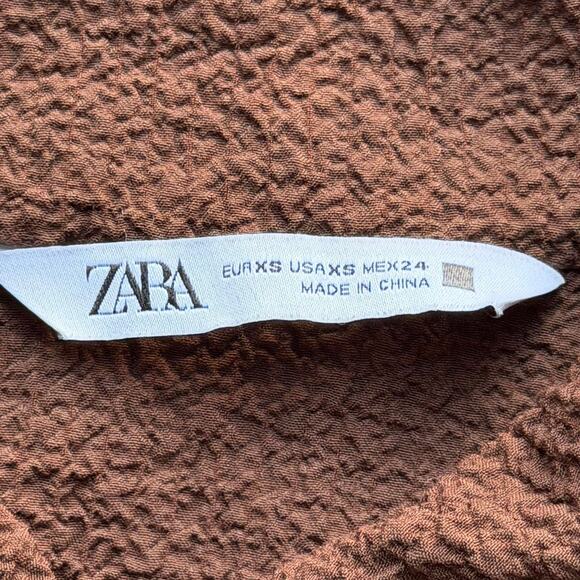 ZARA
EUR XS USA XS MEX 24
MADE IN CHINA